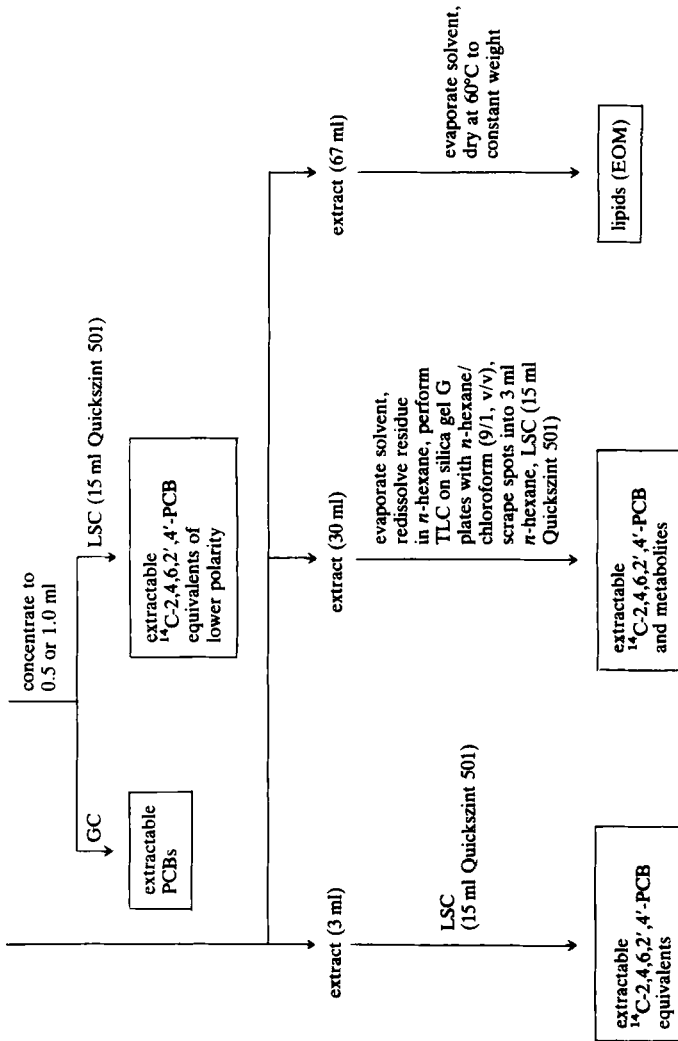 concentrate to
0.5 or 1.0 ml
GC
LSC (15 ml Quickszint 501)
extractable
PCBs
extractable
¹⁴C-2,4,6,2′,4′-PCB
equivalents of
lower polarity
extract (3 ml)
extract (30 ml)
extract (67 ml)
LSC
(15 ml Quickszint 501)
evaporate solvent,
redissolve residue
in n-hexane, perform
TLC on silica gel G
plates with n-hexane/
chloroform (9/1, v/v),
scrape spots into 3 ml
n-hexane, LSC (15 ml
Quickszint 501)
evaporate solvent,
dry at 60°C to
constant weight
extractable
¹⁴C-2,4,6,2′,4′-PCB
equivalents
extractable
¹⁴C-2,4,6,2′,4′-PCB
and metabolites
lipids (EOM)